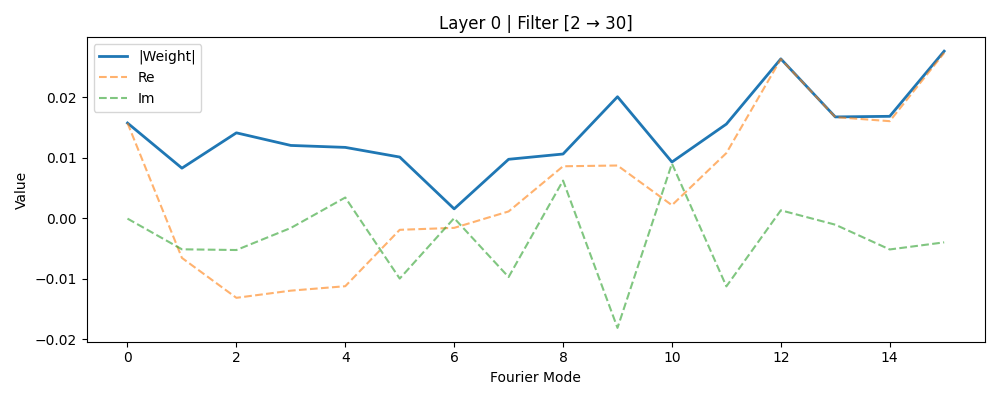 Layer 0 | Filter [2 → 30]
|Weight|
Re
Im
0.02
0.01
0.00
−0.01
−0.02
Value
0 2 4 6 8 10 12 14
Fourier Mode